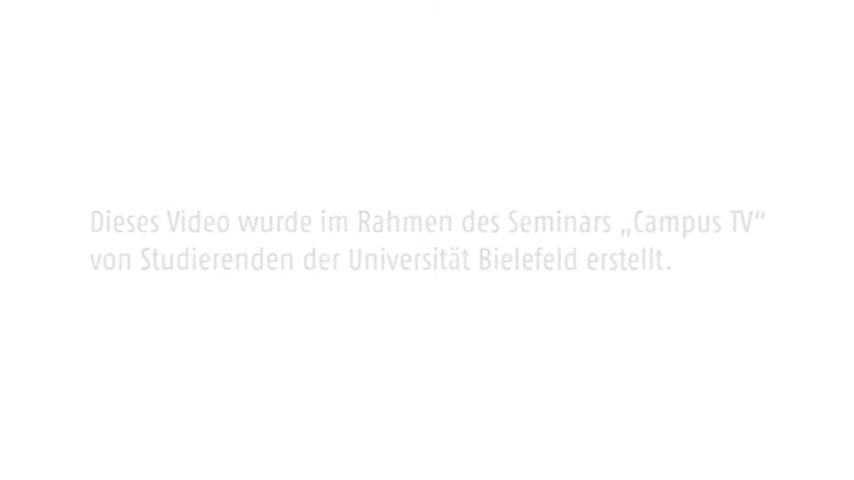 Dieses Video wurde im Rahmen des Seminars „Campus TV“
von Studierenden der Universität Bielefeld erstellt.